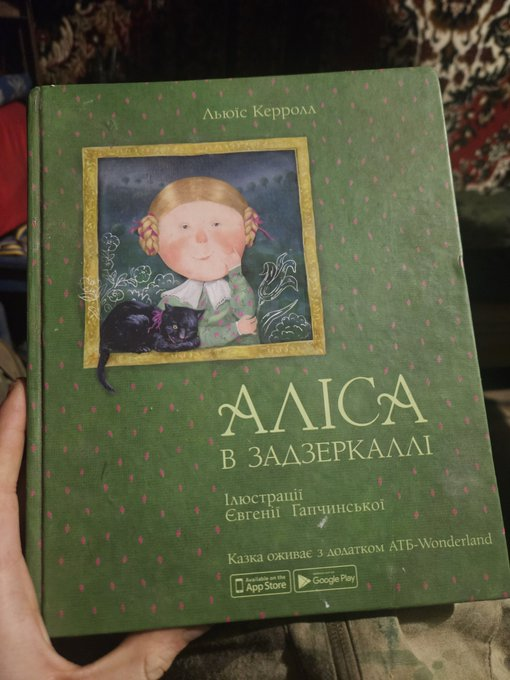 Льюїс Керролл
АЛІСА
В ЗАДЗЕРКАЛЛІ
Ілюстрації
Євгенії Гапчинської
Казка оживає з додатком АТБ-Wonderland
Available on the
App Store
Google Play